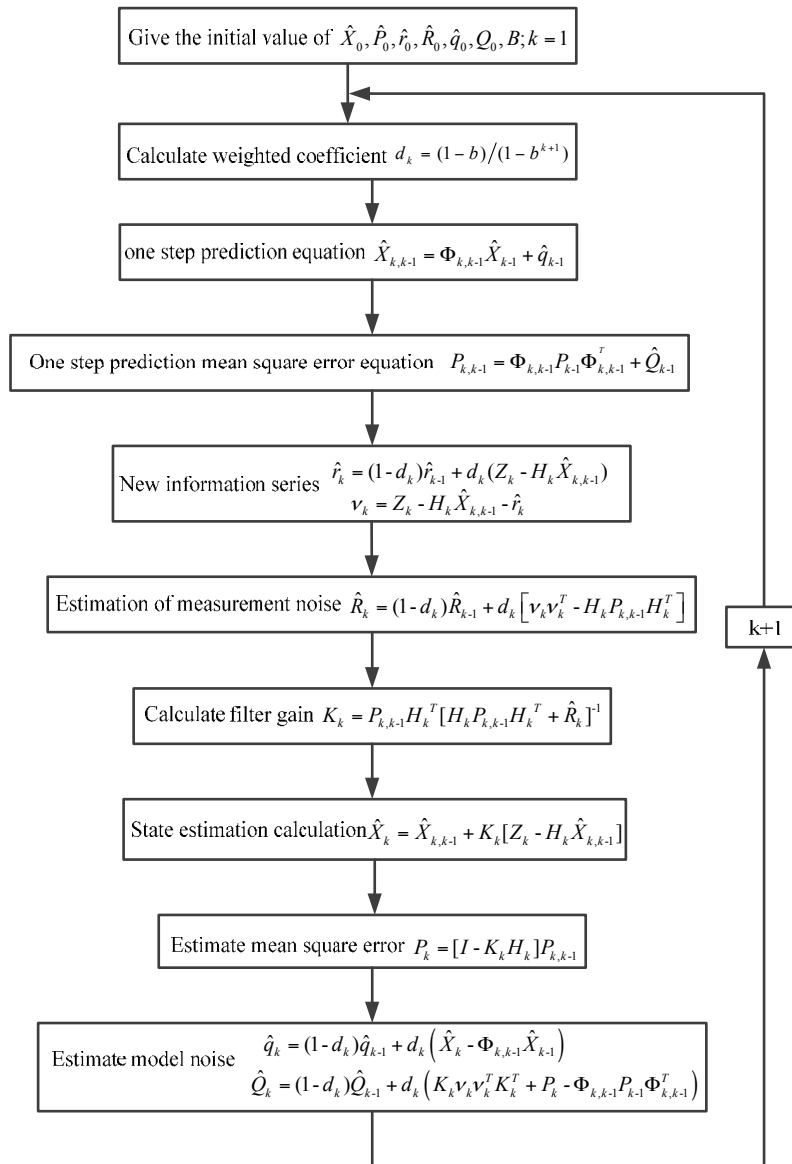 Give the initial value of X̂₀, P̂₀, r̂₀, R̂₀, q̂₀, Q₀, B; k = 1
Calculate weighted coefficient d_k = (1 − b)/(1 − b^{k+1})
one step prediction equation X̂_{k,k-1} = Φ_{k,k-1}X̂_{k-1} + q̂_{k-1}
One step prediction mean square error equation P_{k,k-1} = Φ_{k,k-1}P_{k-1}Φ_{k,k-1}^T + Q̂_{k-1}
New information series r̂_k = (1-d_k)r̂_{k-1} + d_k(Z_k - H_kX̂_{k,k-1})
ν_k = Z_k - H_kX̂_{k,k-1} - r̂_k
Estimation of measurement noise R̂_k = (1-d_k)R̂_{k-1} + d_k[ν_kν_k^T - H_kP_{k,k-1}H_k^T]
k+1
Calculate filter gain K_k = P_{k,k-1}H_k^T[H_kP_{k,k-1}H_k^T + R̂_k]^{-1}
State estimation calculation X̂_k = X̂_{k,k-1} + K_k[Z_k - H_kX̂_{k,k-1}]
Estimate mean square error P_k = [I - K_kH_k]P_{k,k-1}
Estimate model noise q̂_k = (1-d_k)q̂_{k-1} + d_k(X̂_k - Φ_{k,k-1}X̂_{k-1})
Q̂_k = (1-d_k)Q̂_{k-1} + d_k(K_kν_kν_k^TK_k^T + P_k - Φ_{k,k-1}P_{k-1}Φ_{k,k-1}^T)